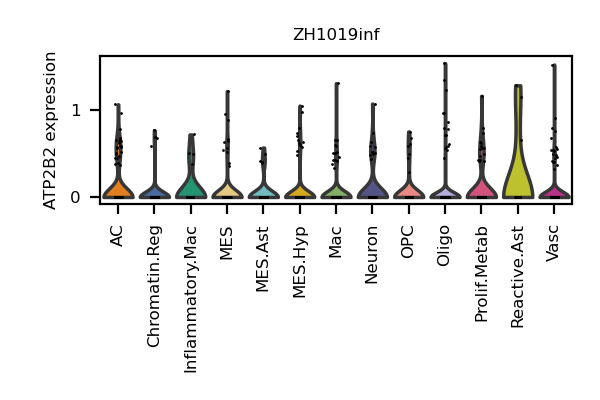 ZH1019inf
ATP2B2 expression
1
0
AC
Chromatin.Reg
Inflammatory.Mac
MES
MES.Ast
MES.Hyp
Mac
Neuron
OPC
Oligo
Prolif.Metab
Reactive.Ast
Vasc